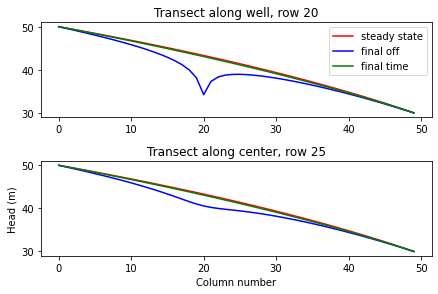 Transect along well, row 20
50
40
30
steady state
final off
final time
0 10 20 30 40 50
Transect along center, row 25
50
40
30
Head (m)
0 10 20 30 40 50
Column number